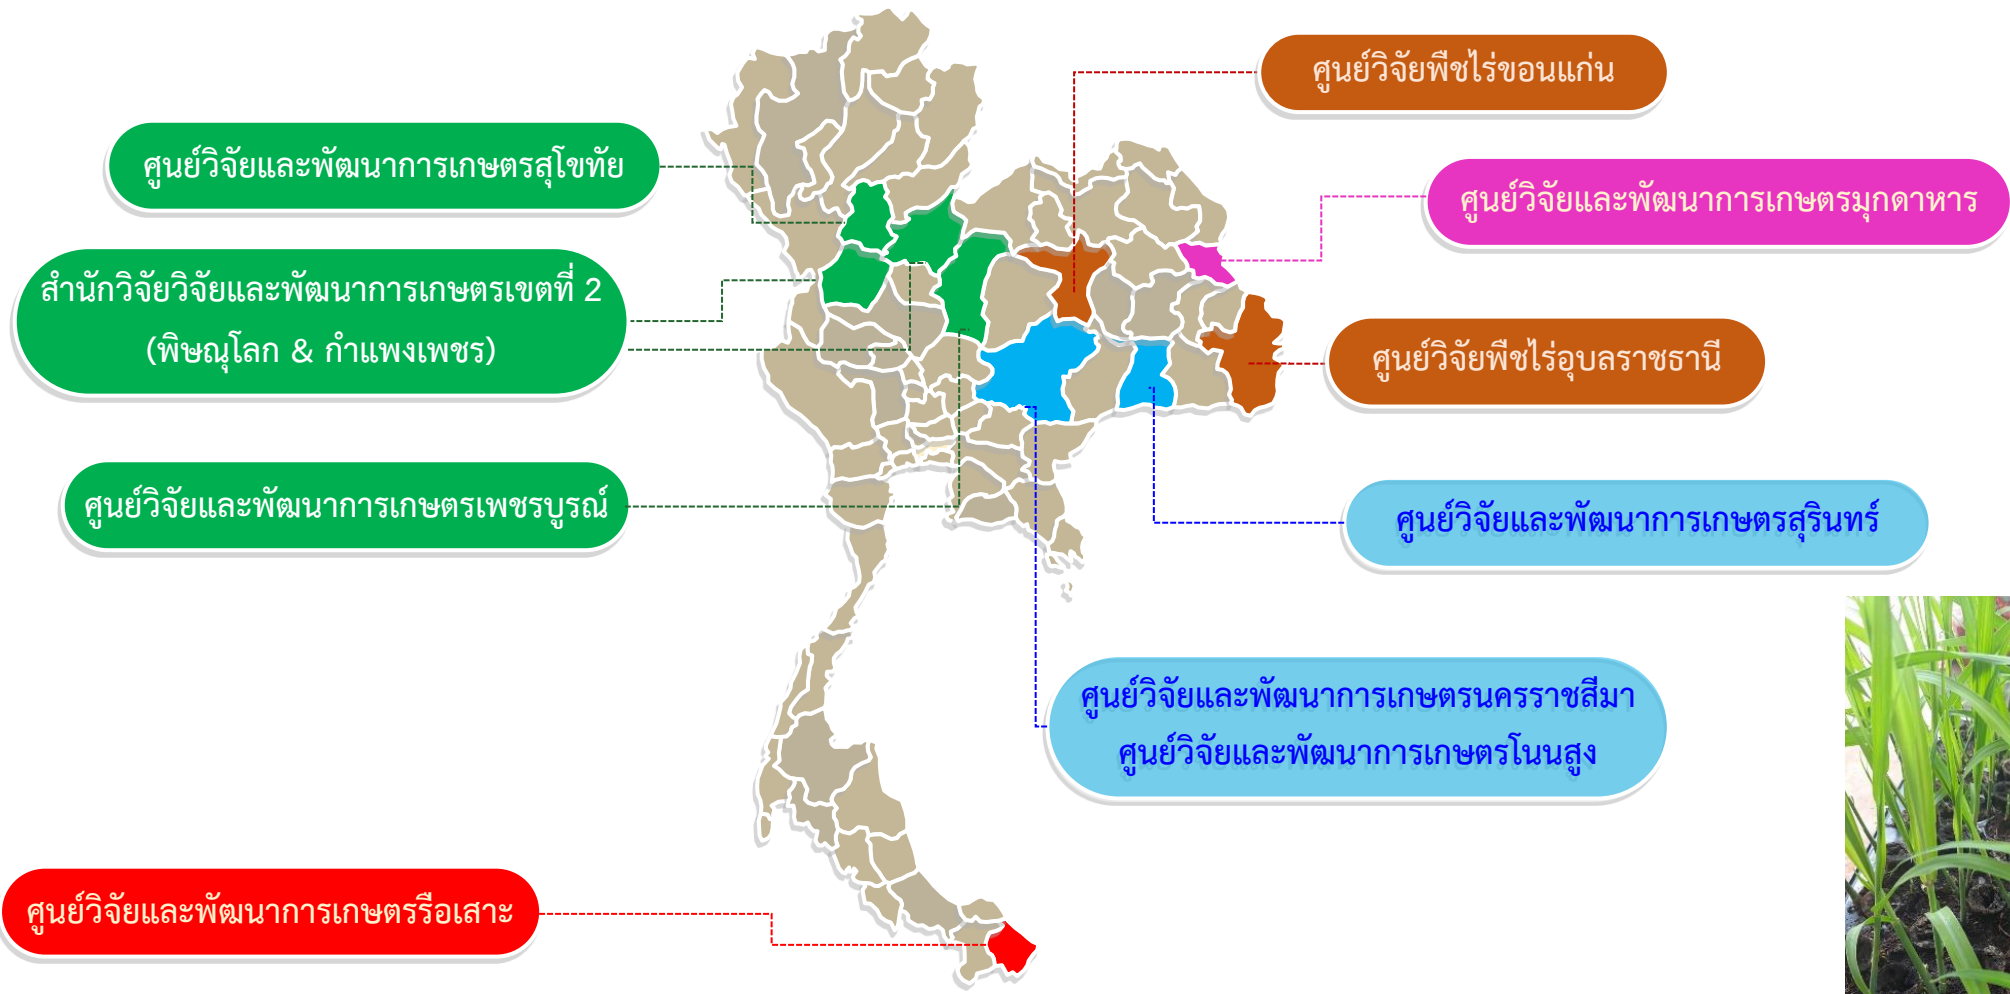 ศูนย์วิจัยพืชไร่ขอนแก่น
ศูนย์วิจัยและพัฒนาการเกษตรสุโขทัย
ศูนย์วิจัยและพัฒนาการเกษตรมุกดาหาร
สำนักวิจัยวิจัยและพัฒนาการเกษตรเขตที่ 2
(พิษณุโลก & กำแพงเพชร)
ศูนย์วิจัยพืชไร่อุบลราชธานี
ศูนย์วิจัยและพัฒนาการเกษตรเพชรบูรณ์
ศูนย์วิจัยและพัฒนาการเกษตรสุรินทร์
ศูนย์วิจัยและพัฒนาการเกษตรนครราชสีมา
ศูนย์วิจัยและพัฒนาการเกษตรโนนสูง
ศูนย์วิจัยและพัฒนาการเกษตรรือเสาะ